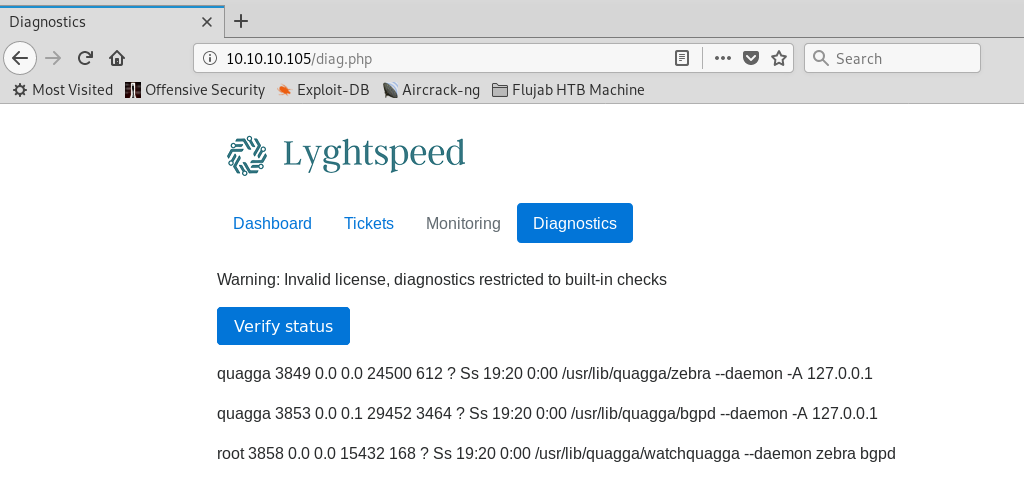 Diagnostics
10.10.10.105/diag.php
Search
Most Visited Offensive Security Exploit-DB Aircrack-ng Flujab HTB Machine
Lyghtspeed
Dashboard Tickets Monitoring Diagnostics
Warning: Invalid license, diagnostics restricted to built-in checks
Verify status
quagga 3849 0.0 0.0 24500 612 ? Ss 19:20 0:00 /usr/lib/quagga/zebra --daemon -A 127.0.0.1
quagga 3853 0.0 0.1 29452 3464 ? Ss 19:20 0:00 /usr/lib/quagga/bgpd --daemon -A 127.0.0.1
root 3858 0.0 0.0 15432 168 ? Ss 19:20 0:00 /usr/lib/quagga/watchquagga --daemon zebra bgpd